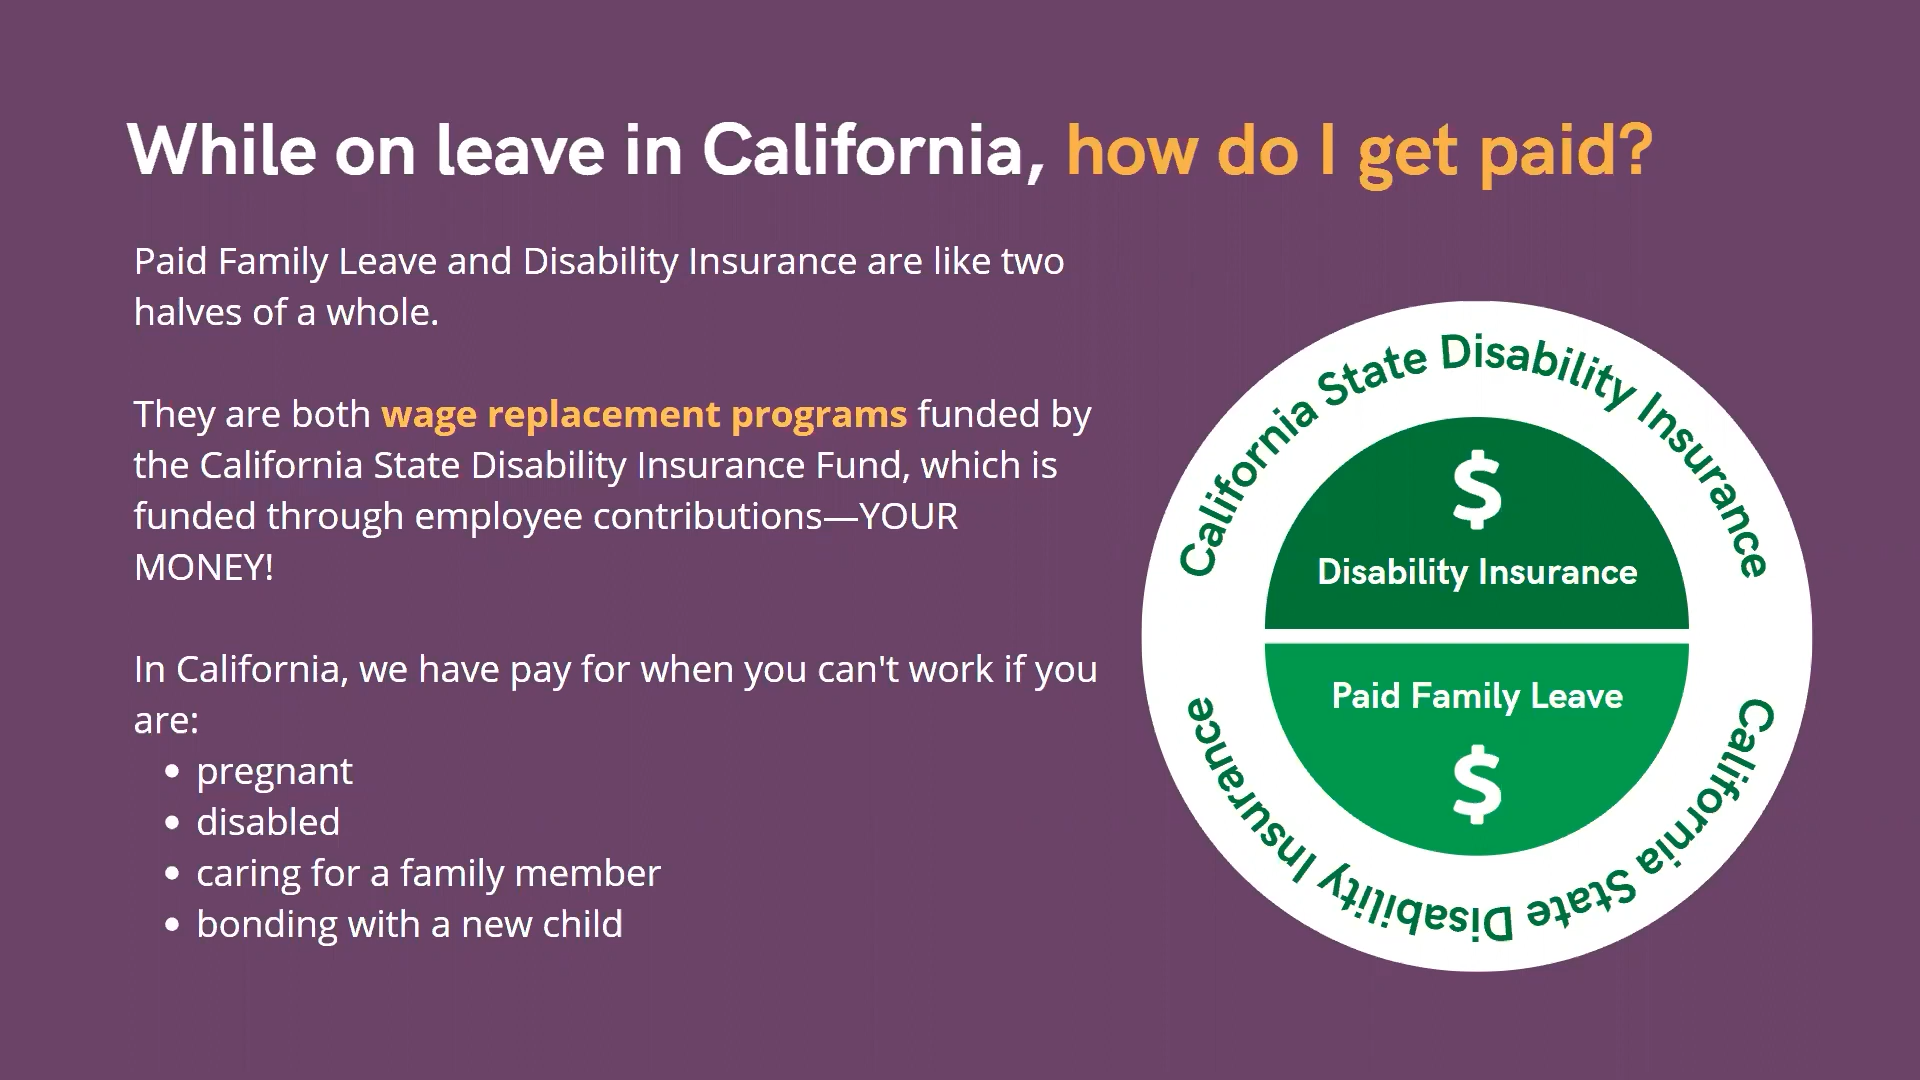 While on leave in California, how do I get paid?
Paid Family Leave and Disability Insurance are like two
halves of a whole.
They are both wage replacement programs funded by
the California State Disability Insurance Fund, which is
funded through employee contributions—YOUR
MONEY!
In California, we have pay for when you can't work if you
are:
• pregnant
• disabled
• caring for a family member
• bonding with a new child
California State Disability Insurance
$
Disability Insurance
Paid Family Leave
$
California State Disability Insurance